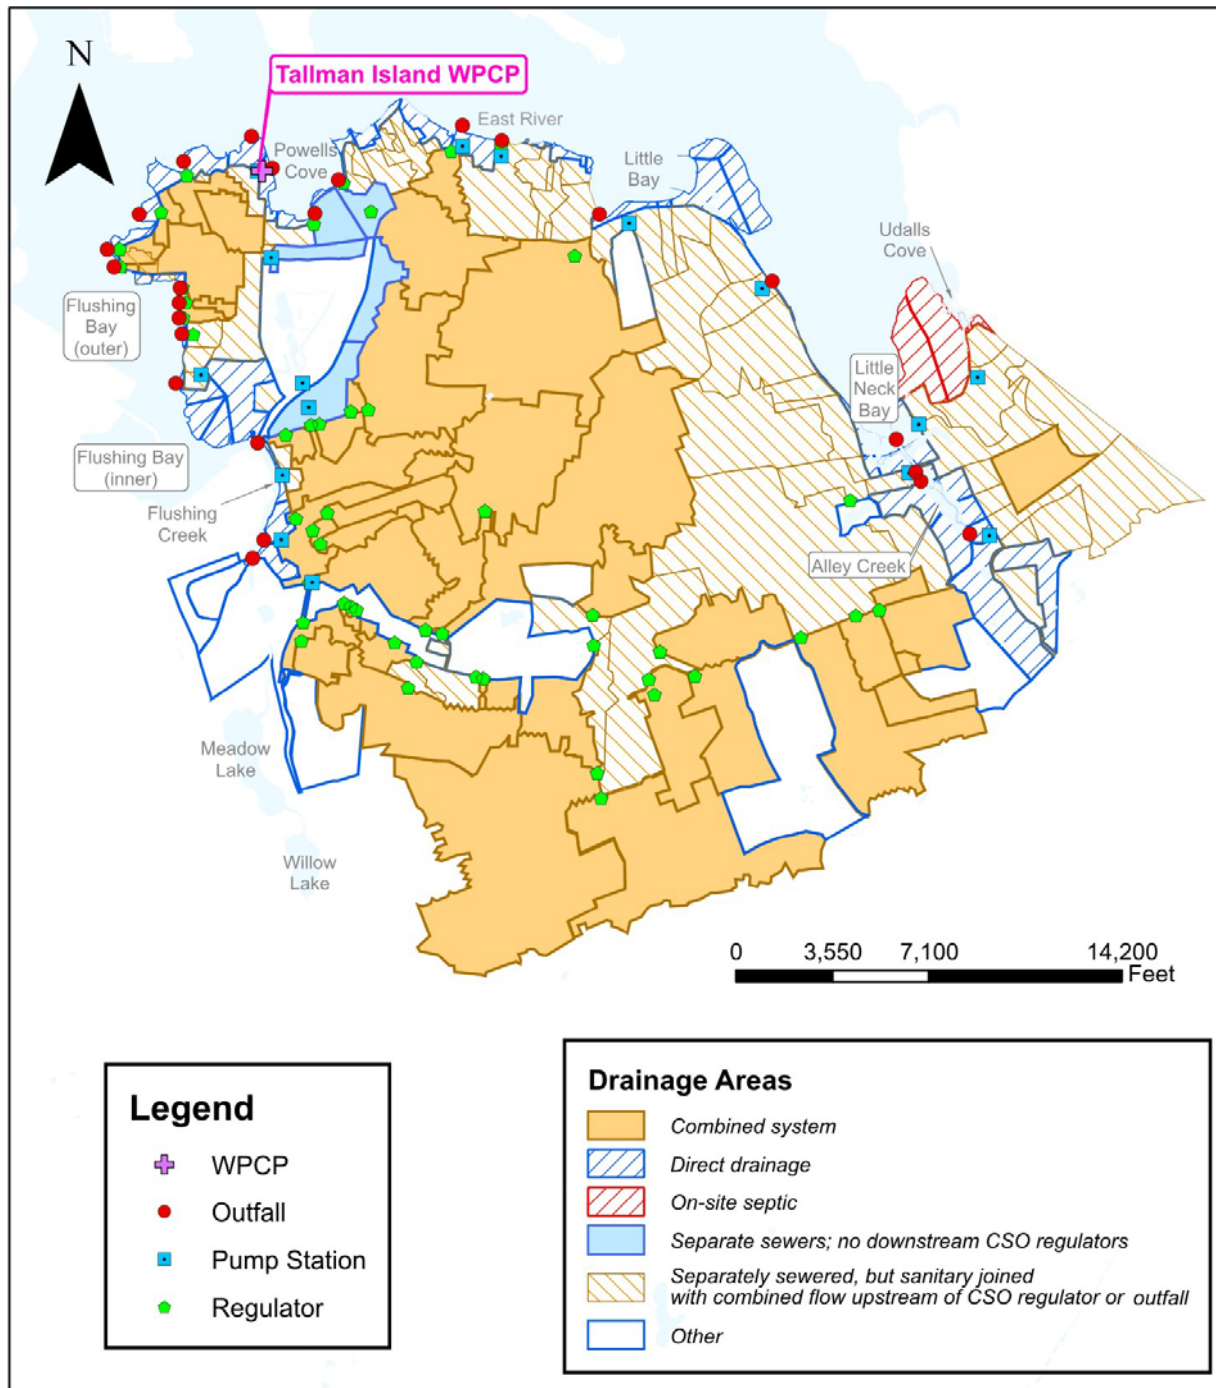 N
Tallman Island WPCP
East River
Powells
Cove
Little
Bay
Udalls
Cove
Flushing
Bay
(outer)
Little
Neck
Bay
Flushing Bay
(inner)
Flushing
Creek
Alley Creek
Meadow
Lake
Willow
Lake
0 3,550 7,100 14,200
Feet
Legend
WPCP
Outfall
Pump Station
Regulator
Drainage Areas
Combined system
Direct drainage
On-site septic
Separate sewers; no downstream CSO regulators
Separately sewered, but sanitary joined
with combined flow upstream of CSO regulator or outfall
Other